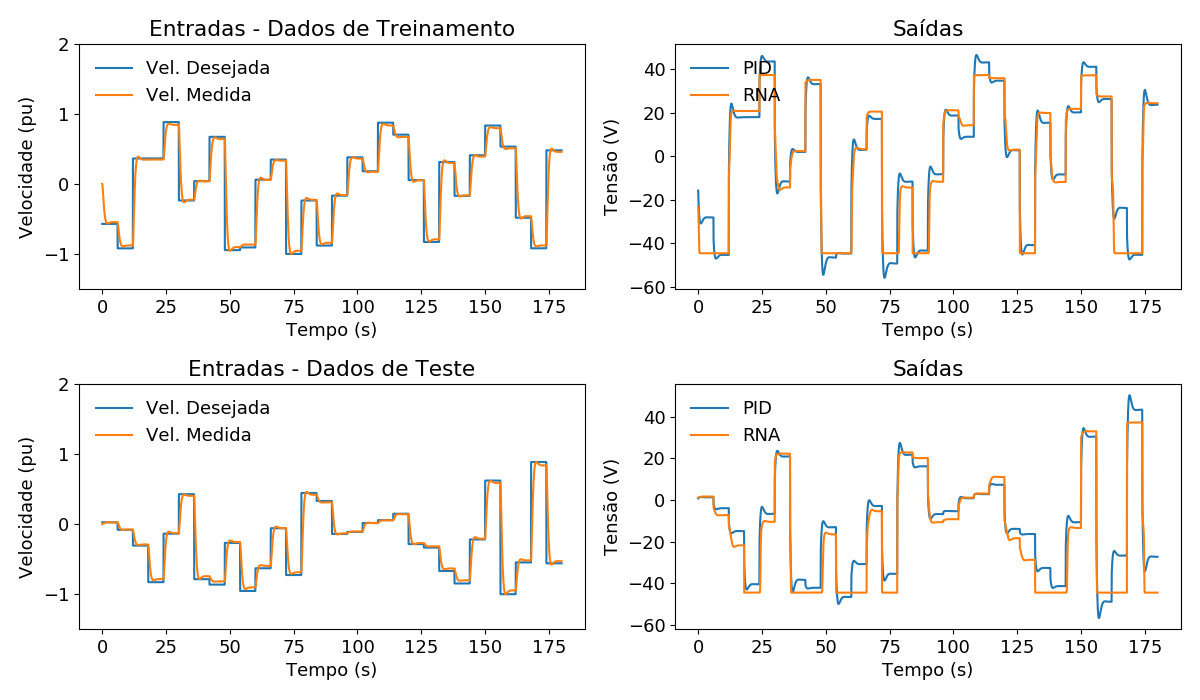 Entradas - Dados de Treinamento
2
1
0
−1
Velocidade (pu)
Vel. Desejada
Vel. Medida
0 25 50 75 100 125 150 175
Tempo (s)
Saídas
40
20
0
−20
−40
−60
Tensão (V)
PID
RNA
0 25 50 75 100 125 150 175
Tempo (s)
Entradas - Dados de Teste
2
1
0
−1
Velocidade (pu)
Vel. Desejada
Vel. Medida
0 25 50 75 100 125 150 175
Tempo (s)
Saídas
40
20
0
−20
−40
−60
Tensão (V)
PID
RNA
0 25 50 75 100 125 150 175
Tempo (s)